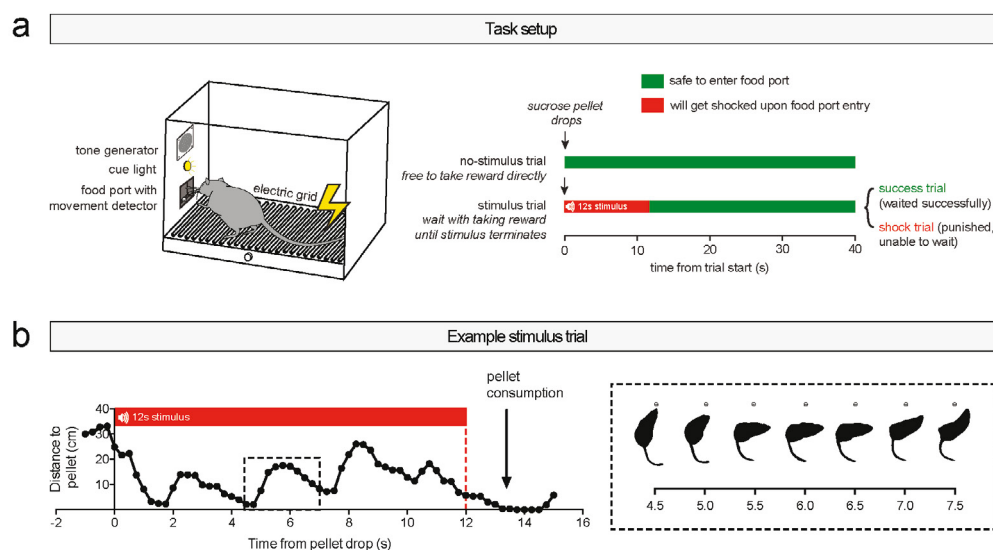 a
Task setup
tone generator
cue light
food port with
movement detector
electric grid
safe to enter food port
will get shocked upon food port entry
sucrose pellet
drops
no-stimulus trial
free to take reward directly
stimulus trial
wait with taking reward
until stimulus terminates
12s stimulus
success trial
(waited successfully)
shock trial (punished,
unable to wait)
0 10 20 30 40
time from trial start (s)
b
Example stimulus trial
pellet
consumption
12s stimulus
Distance to
pellet (cm)
40
30
20
10
-2 0 2 4 6 8 10 12 14 16
Time from pellet drop (s)
4.5 5.0 5.5 6.0 6.5 7.0 7.5